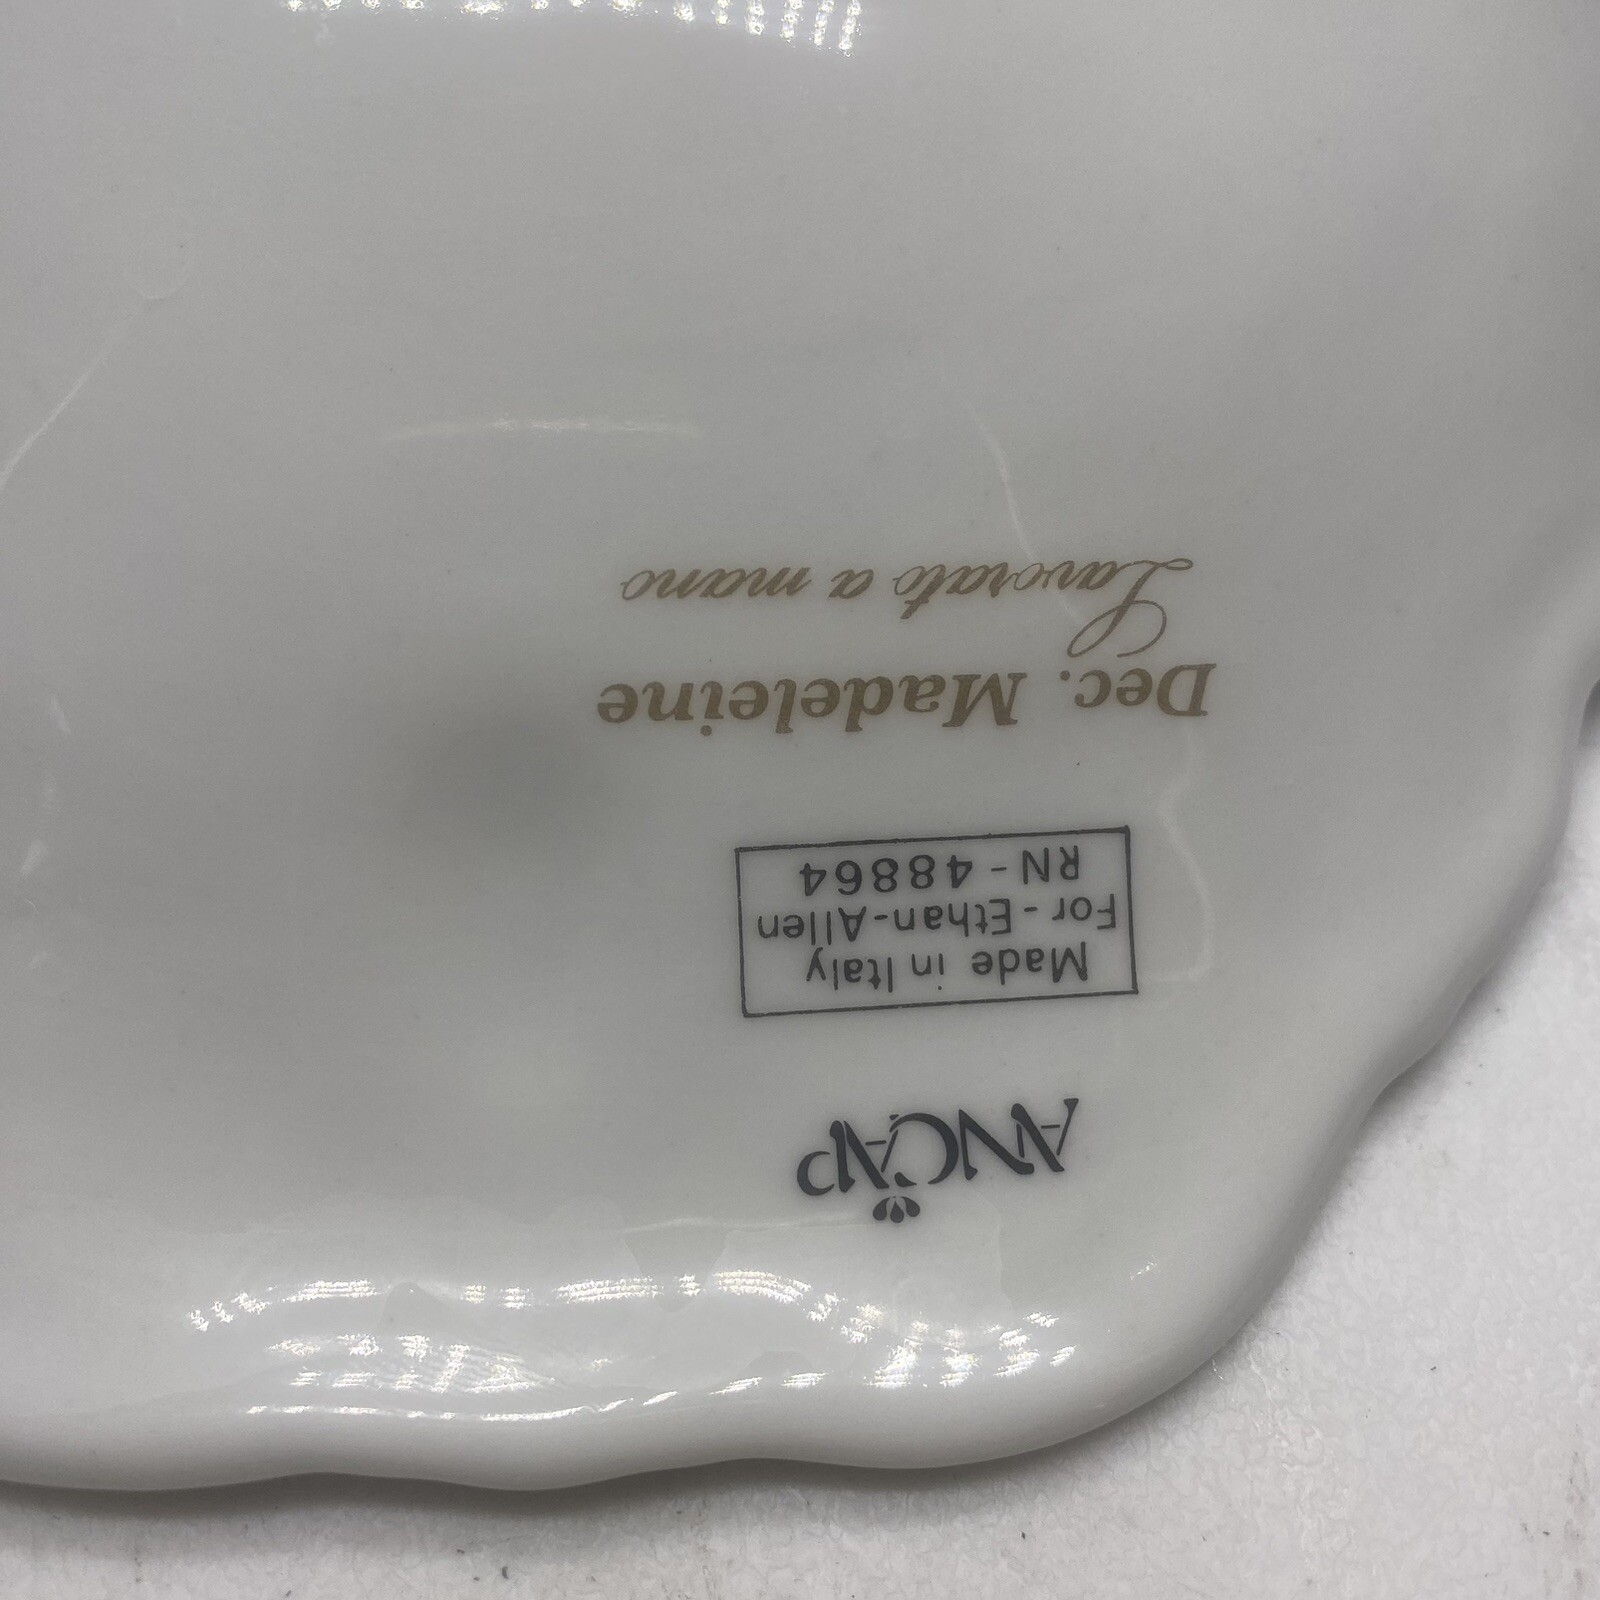 ANCAP
Made in Italy
For - Ethan - Allen
RN - 48864
Dec. Madeleine
Lavorato a mano